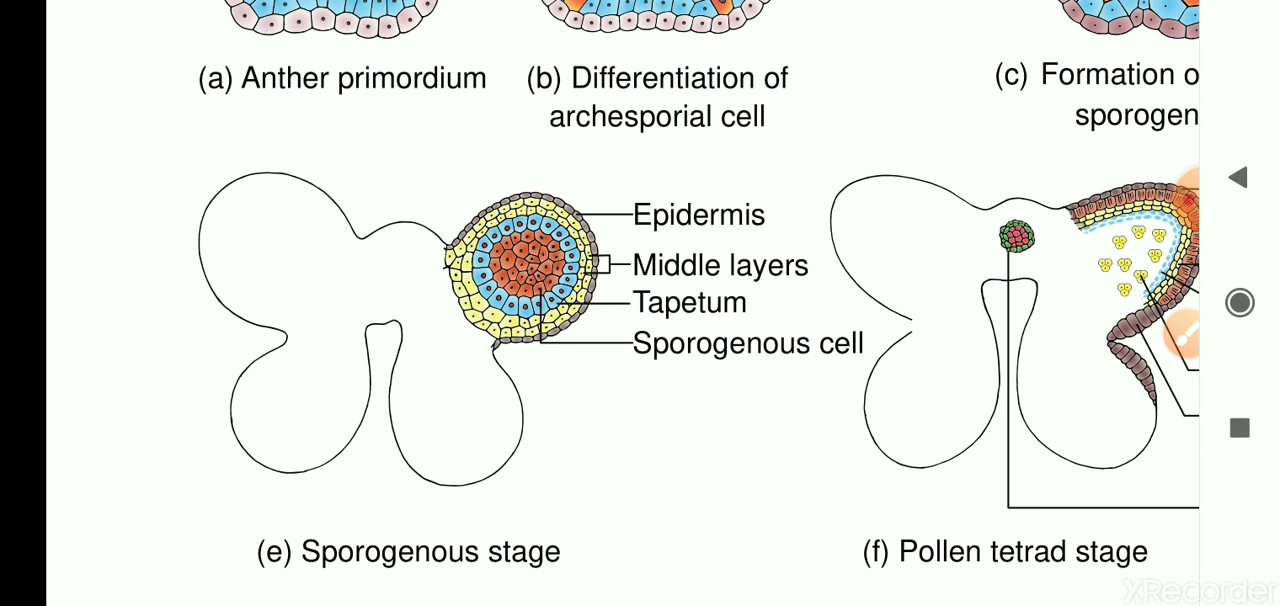 (a) Anther primordium
(b) Differentiation of
archesporial cell
(c) Formation o
sporogen
Epidermis
Middle layers
Tapetum
Sporogenous cell
(e) Sporogenous stage
(f) Pollen tetrad stage
XRecorder